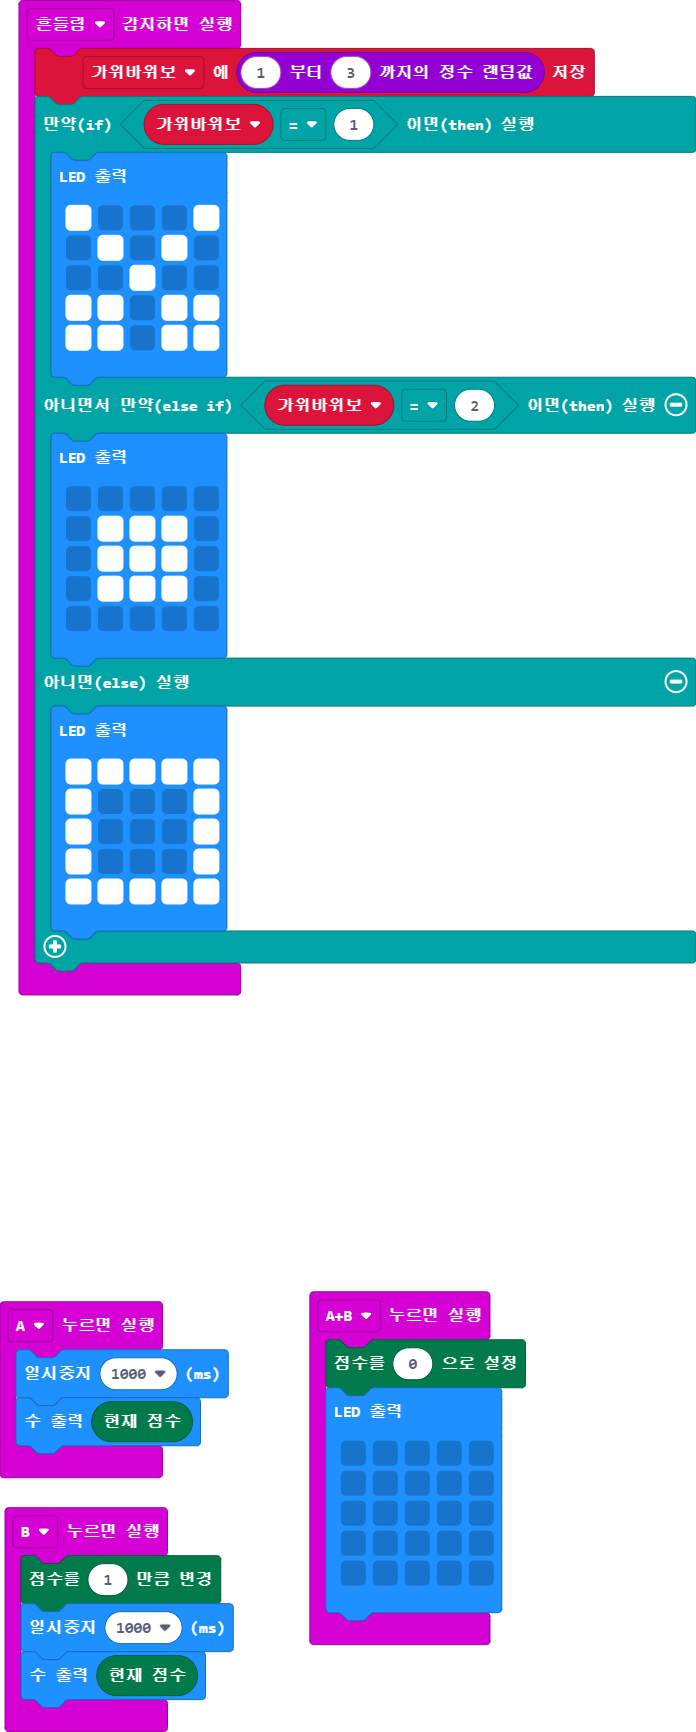 흔들림 감지하면 실행
가위바위보 에 1 부터 3 까지의 정수 랜덤값 저장
만약(if) 가위바위보 = 1 이면(then) 실행
LED 출력
아니면서 만약(else if) 가위바위보 = 2 이면(then) 실행
LED 출력
아니면(else) 실행
LED 출력
A 누르면 실행
일시중지 1000 (ms)
수 출력 현재 점수
B 누르면 실행
점수를 1 만큼 변경
일시중지 1000 (ms)
수 출력 현재 점수
A+B 누르면 실행
점수를 0 으로 설정
LED 출력